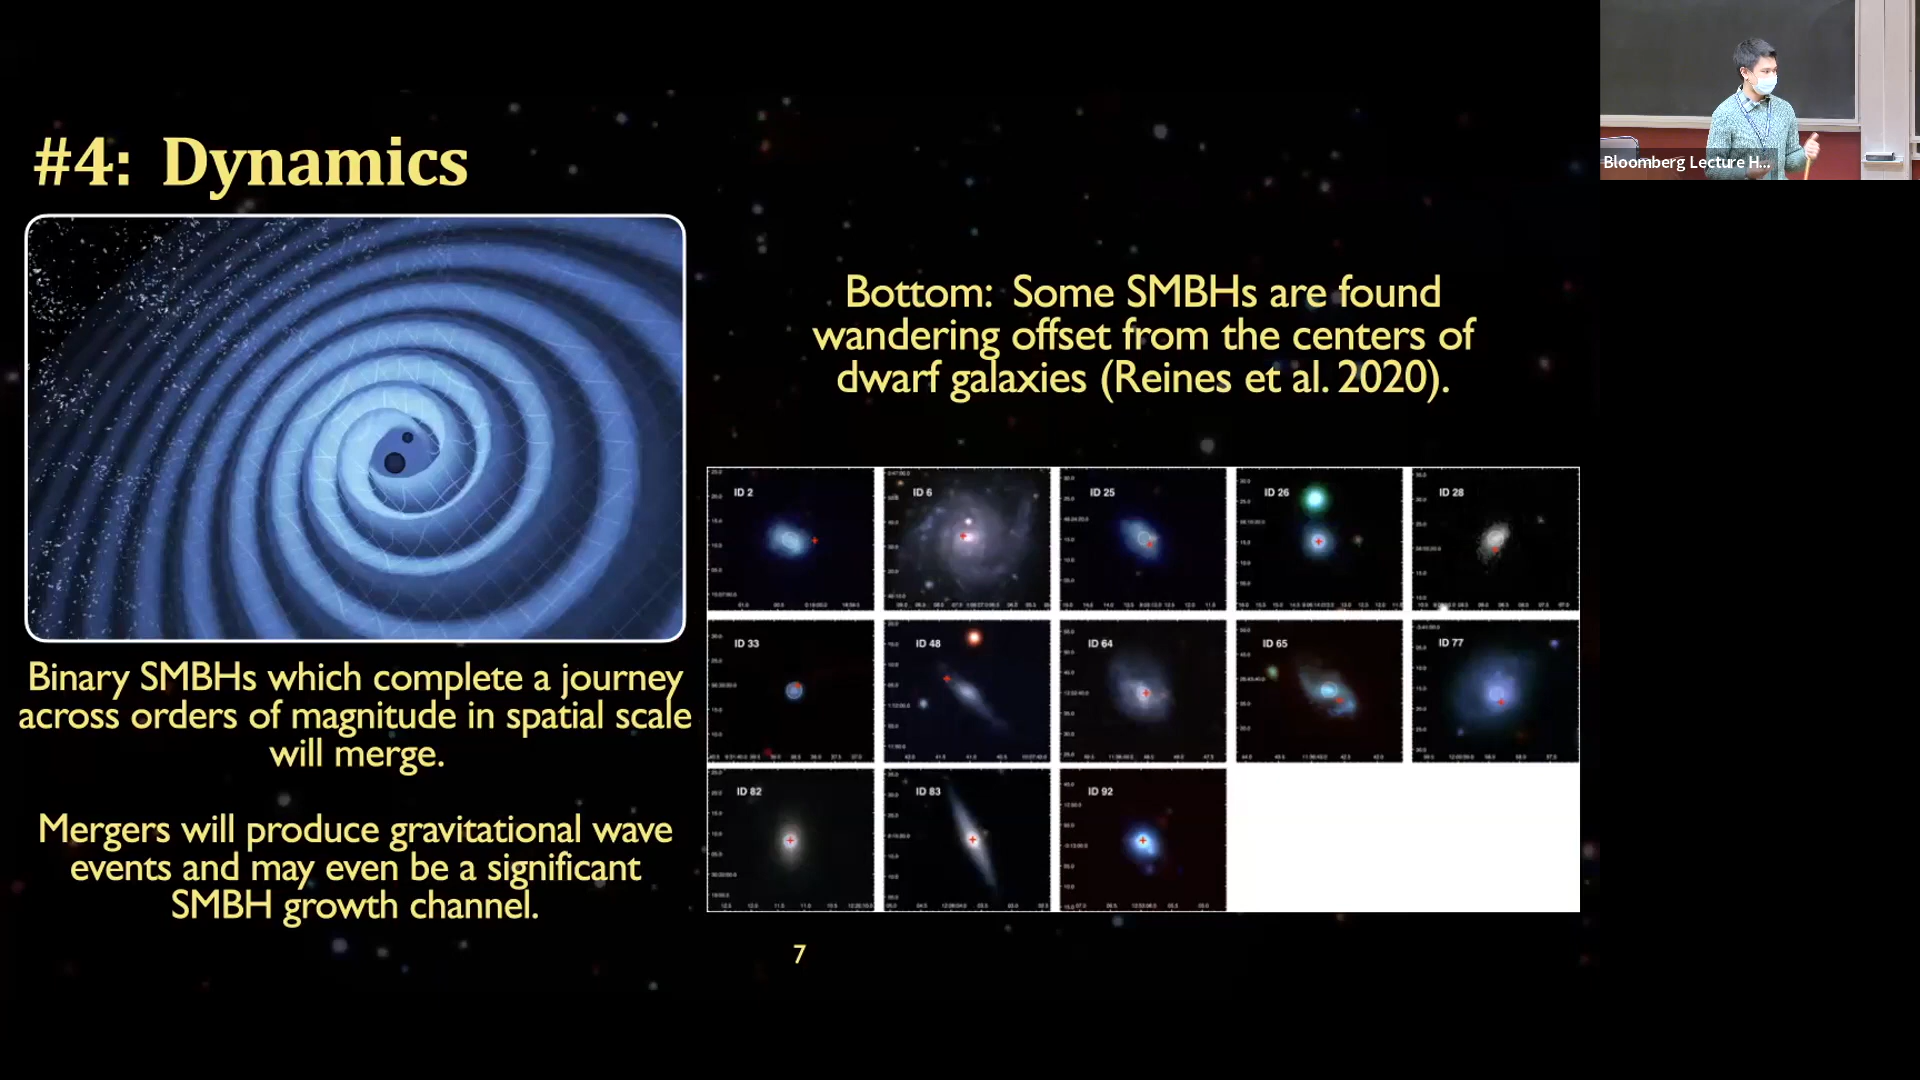 #4: Dynamics
Bloomberg Lecture H...
Bottom: Some SMBHs are found
wandering offset from the centers of
dwarf galaxies (Reines et al. 2020).
ID 2
ID 6
ID 25
ID 26
ID 28
ID 33
ID 48
ID 64
ID 65
ID 77
ID 82
ID 83
ID 92
Binary SMBHs which complete a journey
across orders of magnitude in spatial scale
will merge.
Mergers will produce gravitational wave
events and may even be a significant
SMBH growth channel.
7